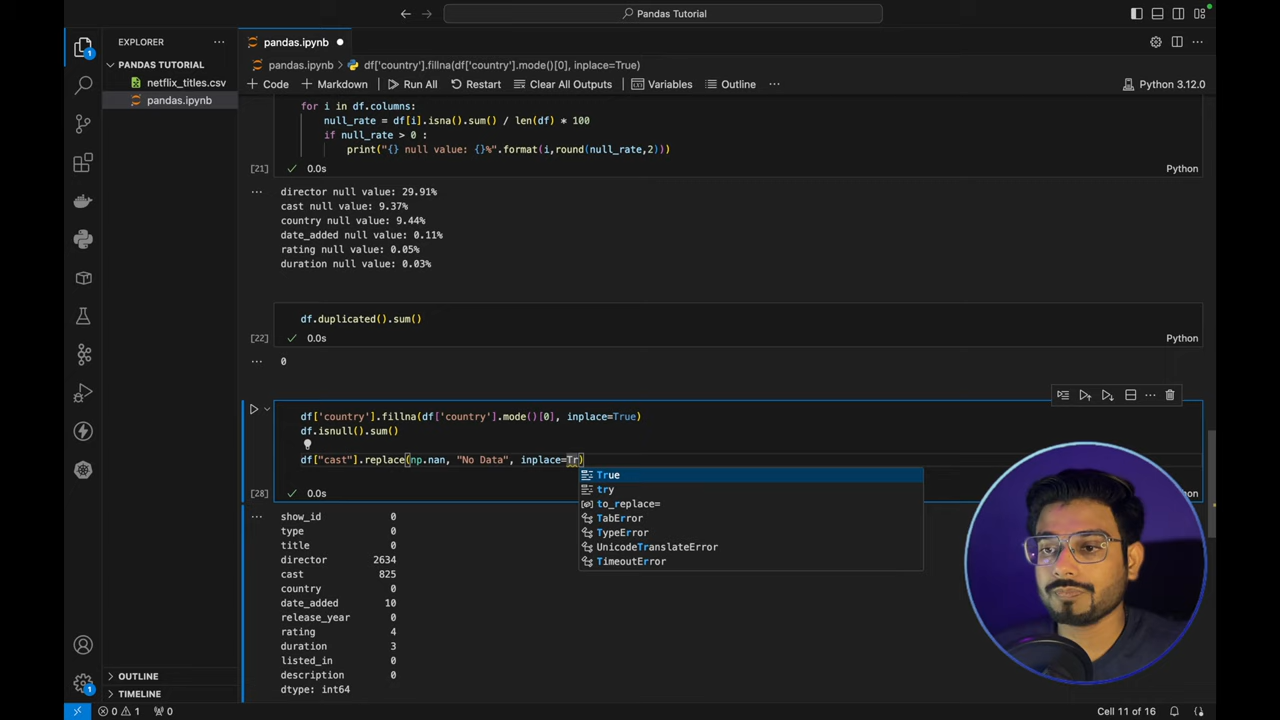 Pandas Tutorial
EXPLORER
PANDAS TUTORIAL
netflix_titles.csv
pandas.ipynb
OUTLINE
TIMELINE
1
1
0 1
0
pandas.ipynb
pandas.ipynb > df['country'].fillna(df['country'].mode()[0], inplace=True)
+ Code + Markdown Run All Restart Clear All Outputs Variables Outline ...
Python 3.12.0
for i in df.columns:
null_rate = df[i].isna().sum() / len(df) * 100
if null_rate > 0 :
print("{} null value: {}%".format(i,round(null_rate,2)))
[21] 0.0s Python
director null value: 29.91%
cast null value: 9.37%
country null value: 9.44%
date_added null value: 0.11%
rating null value: 0.05%
duration null value: 0.03%
df.duplicated().sum()
[22] 0.0s Python
0
df['country'].fillna(df['country'].mode()[0], inplace=True)
df.isnull().sum()
df["cast"].replace(np.nan, "No Data", inplace=Tr)
True
try
to_replace=
TabError
TypeError
UnicodeTranslateError
TimeoutError
[28] 0.0s
show_id 0
type 0
title 0
director 2634
cast 825
country 0
date_added 10
release_year 0
rating 4
duration 3
listed_in 0
description 0
dtype: int64
Cell 11 of 16